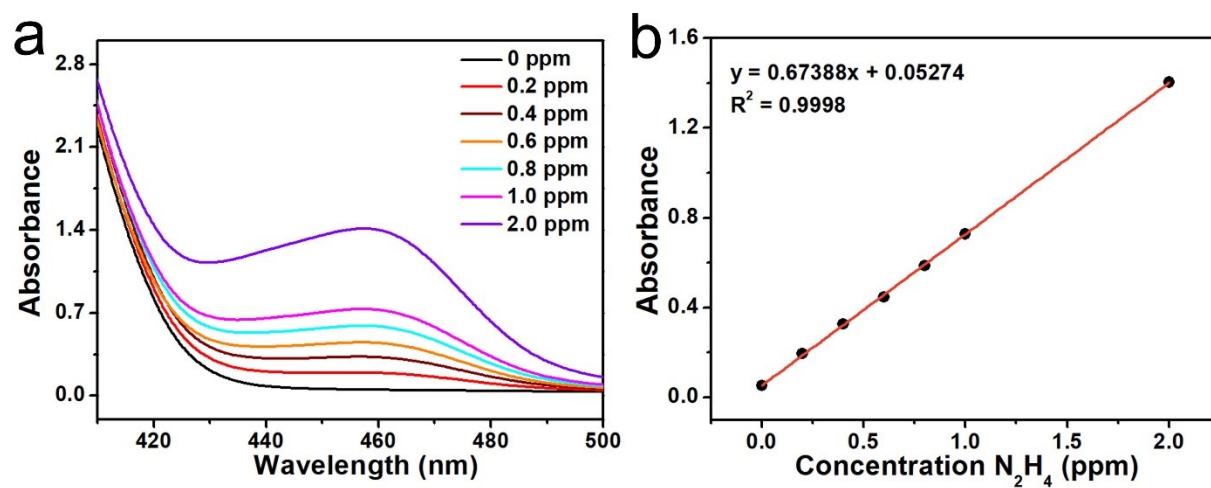 a
2.8
2.1
1.4
0.7
0.0
Absorbance
0 ppm
0.2 ppm
0.4 ppm
0.6 ppm
0.8 ppm
1.0 ppm
2.0 ppm
420 440 460 480 500
Wavelength (nm)
b
1.6
1.2
0.8
0.4
0.0
Absorbance
y = 0.67388x + 0.05274
R² = 0.9998
0.0 0.5 1.0 1.5 2.0
Concentration N₂H₄ (ppm)